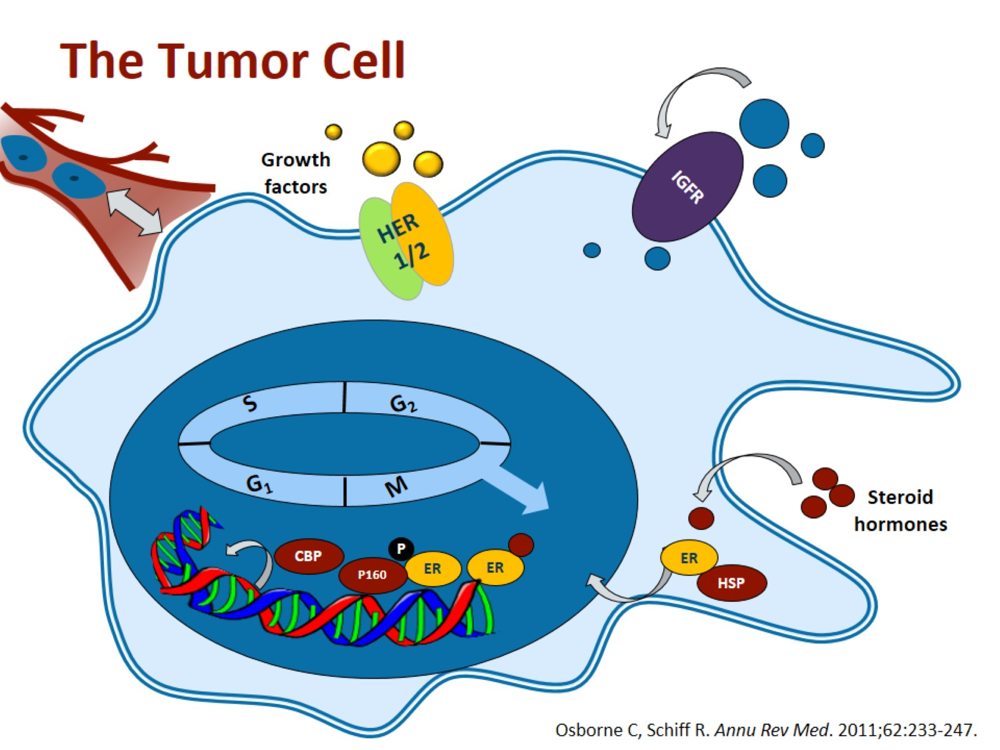 The Tumor Cell
Growth
factors
HER
1/2
IGFR
S
G₂
G₁
M
CBP
P160
P
ER
ER
Steroid
hormones
ER
HSP
Osborne C, Schiff R. Annu Rev Med. 2011;62:233-247.